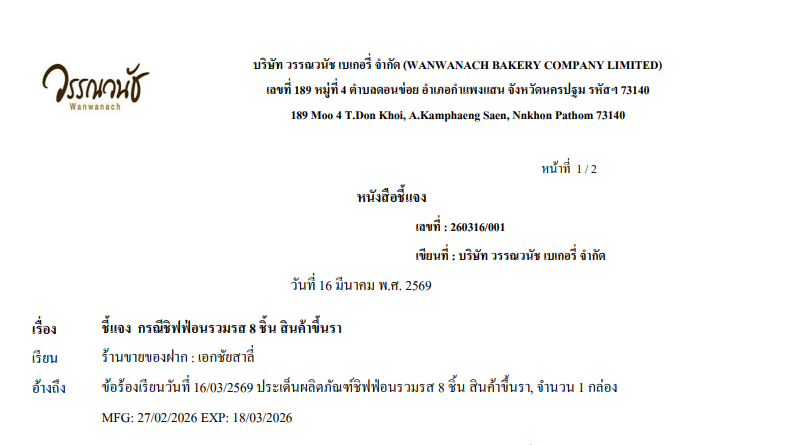 วรรณวนัช
Wanwanach
บริษัท วรรณวนัช เบเกอรี่ จำกัด (WANWANACH BAKERY COMPANY LIMITED)
เลขที่ 189 หมู่ที่ 4 ตำบลดอนข่อย อำเภอกำแพงแสน จังหวัดนครปฐม รหัสฯ 73140
189 Moo 4 T.Don Khoi, A.Kamphaeng Saen, Nnkhon Pathom 73140
หน้าที่ 1 / 2
หนังสือชี้แจง
เลขที่ : 260316/001
เขียนที่ : บริษัท วรรณวนัช เบเกอรี่ จำกัด
วันที่ 16 มีนาคม พ.ศ. 2569
เรื่อง ชี้แจง กรณีชิฟฟ่อนรวมรส 8 ชิ้น สินค้าขึ้นรา
เรียน ร้านขายของฝาก : เอกชัยสาลี่
อ้างถึง ข้อร้องเรียนวันที่ 16/03/2569 ประเด็นผลิตภัณฑ์ชิฟฟ่อนรวมรส 8 ชิ้น สินค้าขึ้นรา, จำนวน 1 กล่อง
MFG: 27/02/2026 EXP: 18/03/2026